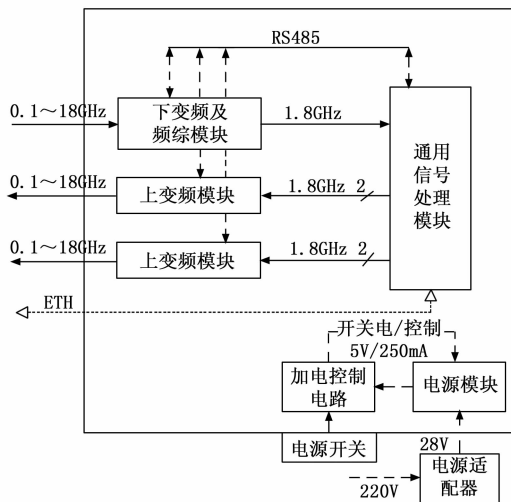 RS485
0.1～18GHz
下变频及
频综模块
1.8GHz
通用
信号
处理
模块
0.1～18GHz
上变频模块
1.8GHz 2
0.1～18GHz
上变频模块
1.8GHz 2
ETH
开关电/控制
5V/250mA
加电控制
电路
电源模块
电源开关
28V
220V
电源适
配器